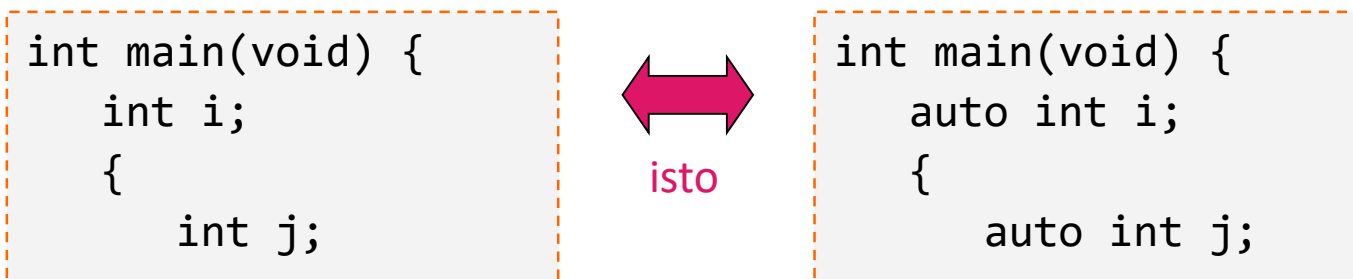 int main(void) {
int i;
{
int j;
isto
int main(void) {
auto int i;
{
auto int j;